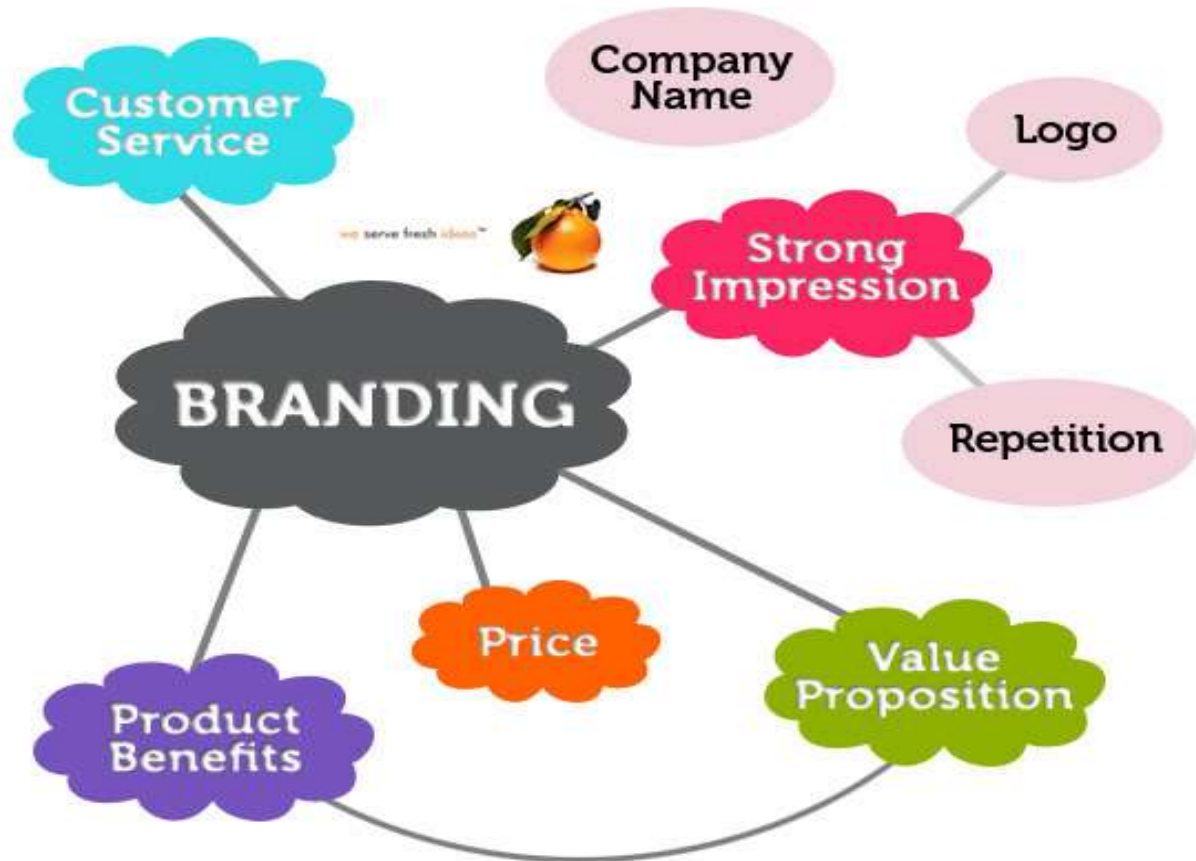 Customer
Service
Company
Name
Logo
we serve fresh ideas™
Strong
Impression
BRANDING
Repetition
Price
Value
Proposition
Product
Benefits